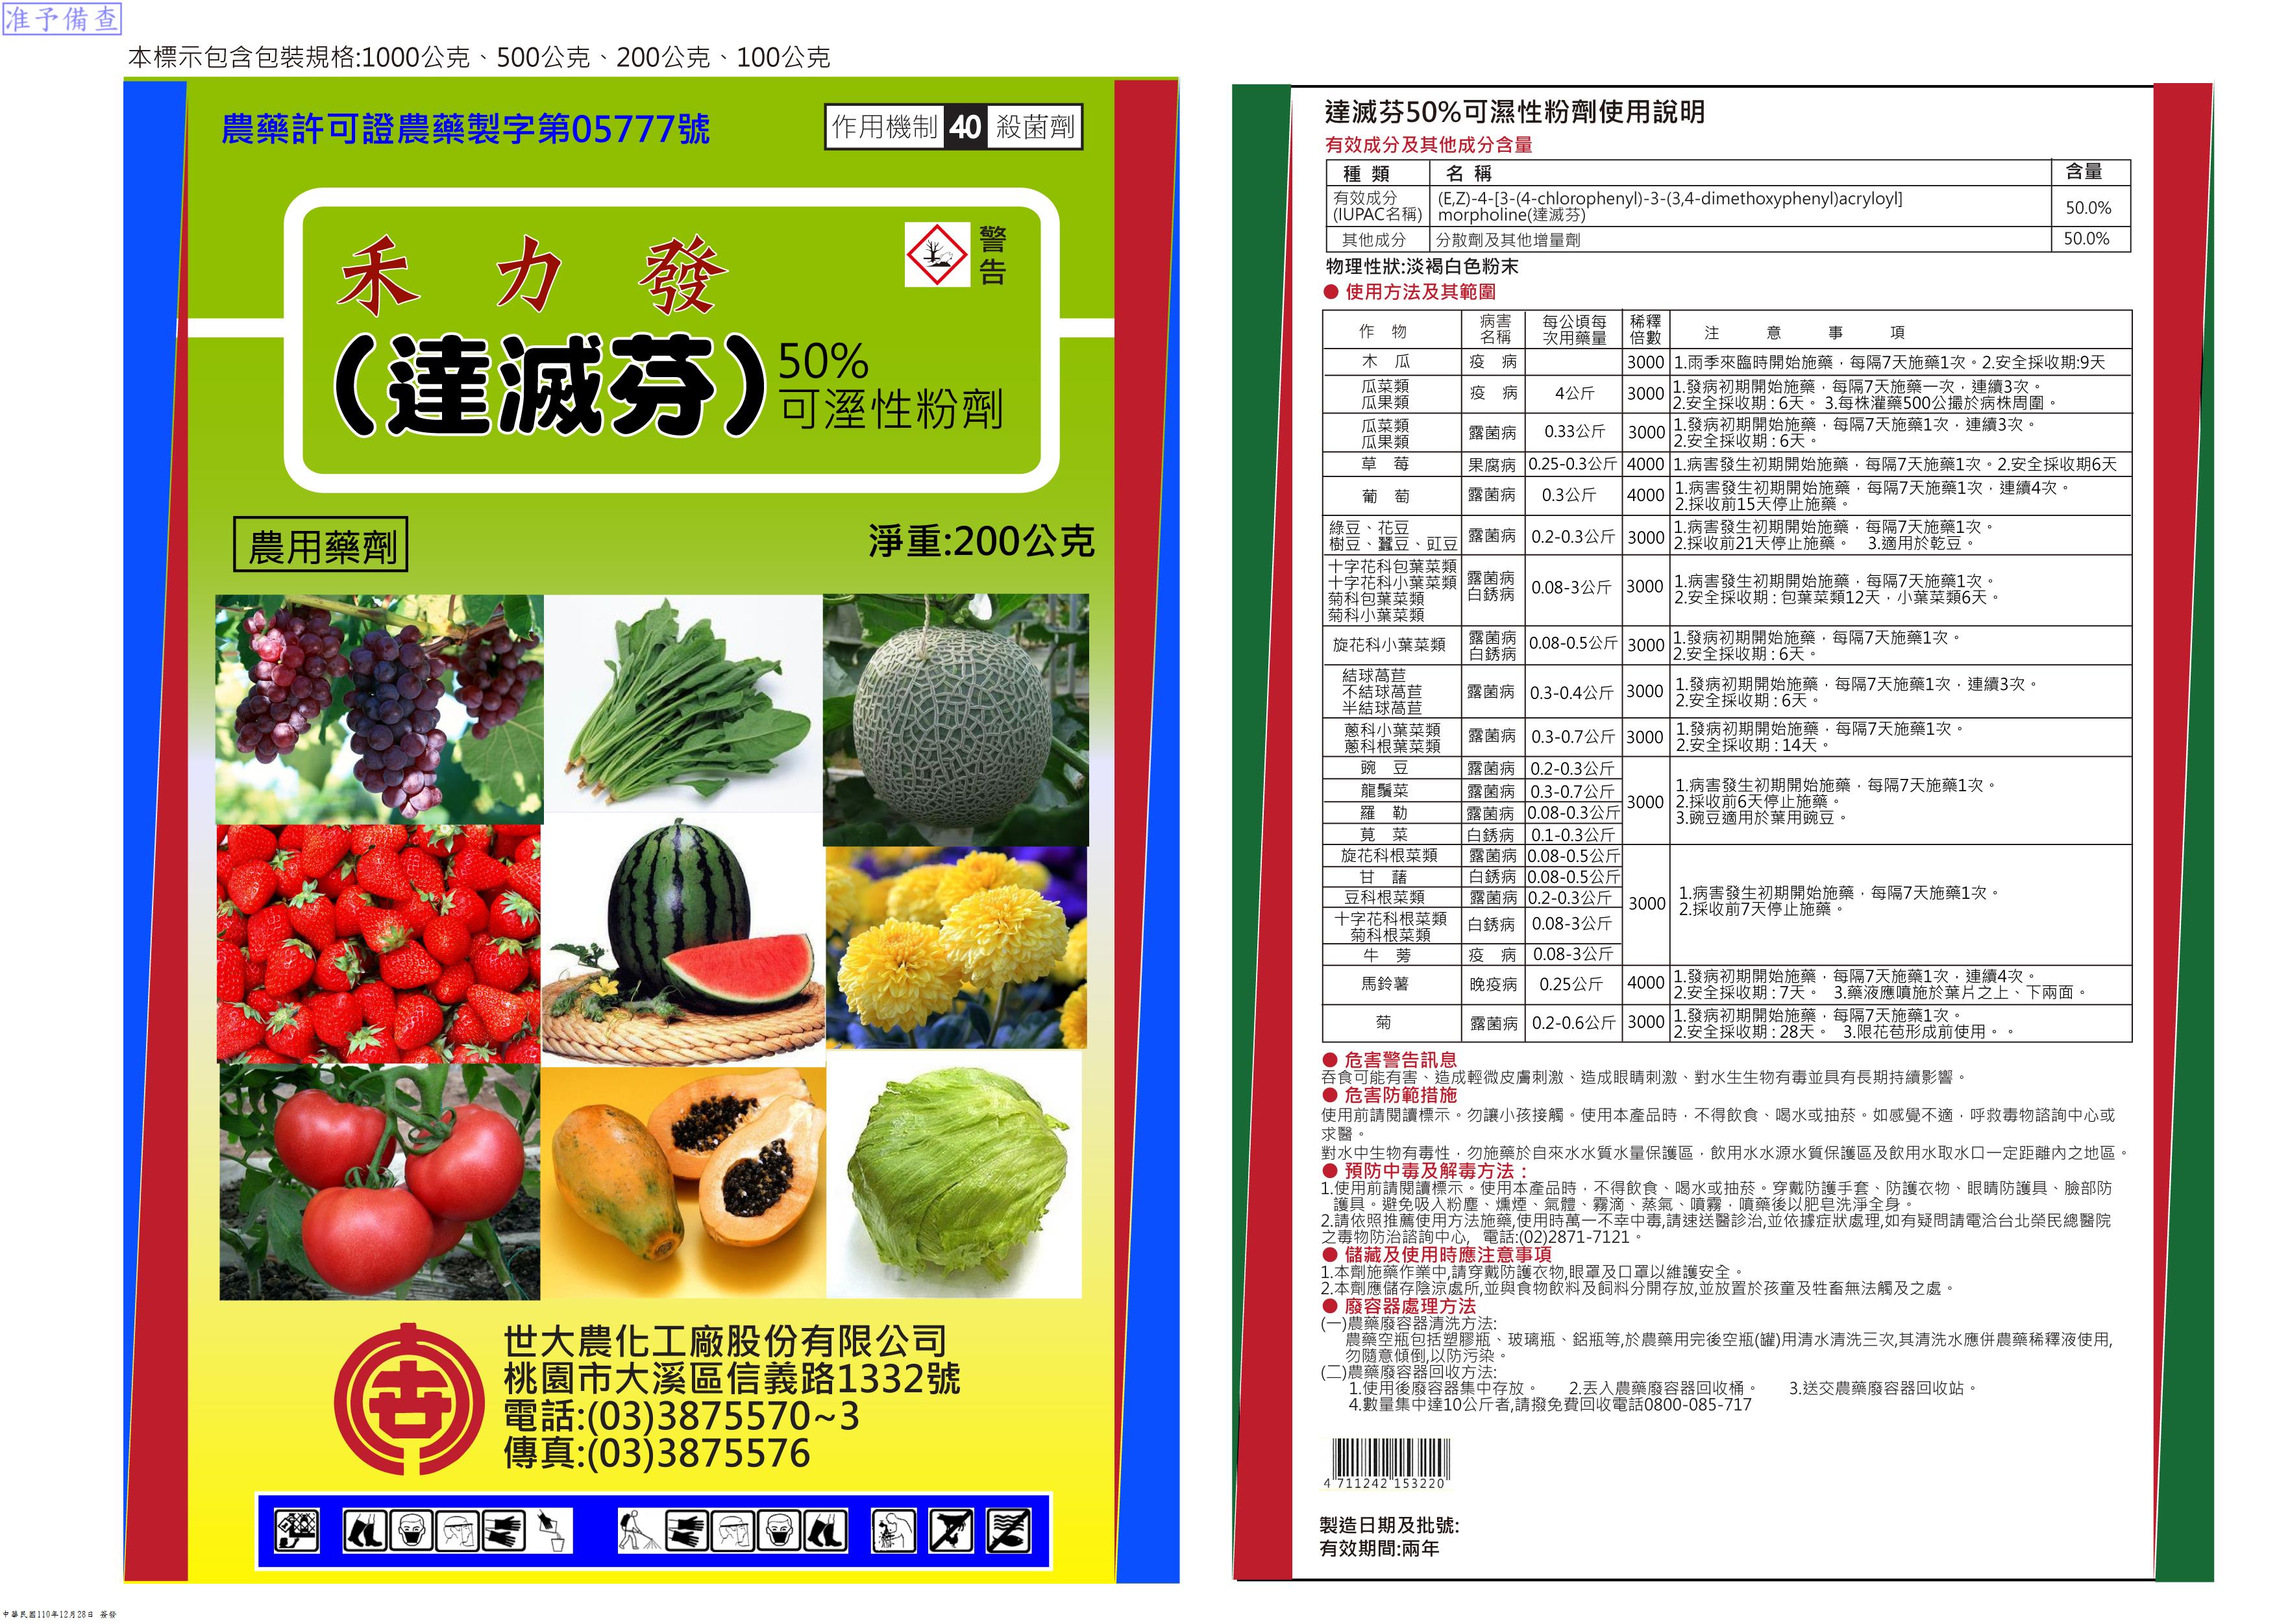 准予備查
本標示包含包裝規格:1000公克、500公克、200公克、100公克
農藥許可證農藥製字第05777號
作用機制 40 殺菌劑
禾力發
警告
(達滅芬)
50%
可溼性粉劑
農用藥劑
淨重:200公克
世大農化工廠股份有限公司
桃園市大溪區信義路1332號
電話:(03)3875570~3
傳真:(03)3875576
達滅芬50%可濕性粉劑使用說明
有效成分及其他成分含量
種類 名稱 含量
有效成分 (E,Z)-4-[3-(4-chlorophenyl)-3-(3,4-dimethoxyphenyl)acryloyl]
(IUPAC名稱) morpholine(達滅芬) 50.0%
其他成分 分散劑及其他增量劑 50.0%
物理性狀:淡褐白色粉末
● 使用方法及其範圍
作物 病害名稱 每公頃每次用藥量 稀釋倍數 注意事項
木瓜 疫病 3000 1.雨季來臨時開始施藥，每隔7天施藥1次。2.安全採收期:9天
瓜菜類 瓜果類 疫病 4公斤 3000 1.發病初期開始施藥，每隔7天施藥一次，連續3次。
2.安全採收期:6天。 3.每株灌藥500公撮於病株周圍。
瓜菜類 瓜果類 露菌病 0.33公斤 3000 1.發病初期開始施藥，每隔7天施藥1次，連續3次。
2.安全採收期:6天。
草莓 果腐病 0.25-0.3公斤 4000 1.病害發生初期開始施藥，每隔7天施藥1次。2.安全採收期6天
葡萄 露菌病 0.3公斤 4000 1.病害發生初期開始施藥，每隔7天施藥1次，連續4次。
2.採收前15天停止施藥。
綠豆、花豆
樹豆、蠶豆、豇豆 露菌病 0.2-0.3公斤 3000 1.病害發生初期開始施藥，每隔7天施藥1次。
2.採收前21天停止施藥。 3.適用於乾豆。
十字花科包葉菜類
十字花科小葉菜類
菊科包葉菜類
菊科小葉菜類 露菌病 白銹病 0.08-3公斤 3000 1.病害發生初期開始施藥，每隔7天施藥1次。
2.安全採收期:包葉菜類12天，小葉菜類6天。
旋花科小葉菜類 露菌病 白銹病 0.08-0.5公斤 3000 1.發病初期開始施藥，每隔7天施藥1次。
2.安全採收期:6天。
結球萵苣
不結球萵苣
半結球萵苣 露菌病 0.3-0.4公斤 3000 1.發病初期開始施藥，每隔7天施藥1次，連續3次。
2.安全採收期:6天。
蔥科小葉菜類
蔥科根葉菜類 露菌病 0.3-0.7公斤 3000 1.發病初期開始施藥，每隔7天施藥1次。
2.安全採收期:14天。
豌豆 露菌病 0.2-0.3公斤
龍鬚菜 露菌病 0.3-0.7公斤
羅勒 露菌病 0.08-0.3公斤
莧菜 白銹病 0.1-0.3公斤
3000 1.病害發生初期開始施藥，每隔7天施藥1次。
2.採收前6天停止施藥。
3.豌豆適用於葉用豌豆。
旋花科根菜類 露菌病 0.08-0.5公斤
甘藷 白銹病 0.08-0.5公斤
豆科根菜類 露菌病 0.2-0.3公斤
十字花科根菜類
菊科根菜類 白銹病 0.08-3公斤
牛蒡 疫病 0.08-3公斤
3000 1.病害發生初期開始施藥，每隔7天施藥1次。
2.採收前7天停止施藥。
馬鈴薯 晚疫病 0.25公斤 4000 1.發病初期開始施藥，每隔7天施藥1次，連續4次。
2.安全採收期:7天。 3.藥液應噴施於葉片之上、下兩面。
菊 露菌病 0.2-0.6公斤 3000 1.發病初期開始施藥，每隔7天施藥1次。
2.安全採收期:28天。 3.限花苞形成前使用。。
● 危害警告訊息
吞食可能有害、造成輕微皮膚刺激、造成眼睛刺激、對水生生物有毒並具有長期持續影響。
● 危害防範措施
使用前請閱讀標示。勿讓小孩接觸。使用本產品時，不得飲食、喝水或抽菸。如感覺不適，呼救毒物諮詢中心或
求醫。
對水中生物有毒性，勿施藥於自來水水質水量保護區，飲用水水源水質保護區及飲用水取水口一定距離內之地區。
● 預防中毒及解毒方法:
1.使用前請閱讀標示。使用本產品時，不得飲食、喝水或抽菸。穿戴防護手套、防護衣物、眼睛防護具、臉部防
護具。避免吸入粉塵、燻煙、氣體、霧滴、蒸氣、噴霧，噴藥後以肥皂洗淨全身。
2.請依照推薦使用方法施藥,使用時萬一不幸中毒,請速送醫診治,並依據症狀處理,如有疑問請電洽台北榮民總醫院
之毒物防治諮詢中心, 電話:(02)2871-7121。
● 儲藏及使用時應注意事項
1.本劑施藥作業中,請穿戴防護衣物,眼罩及口罩以維護安全。
2.本劑應儲存陰涼處所,並與食物飲料及飼料分開存放,並放置於孩童及牲畜無法觸及之處。
● 廢容器處理方法
(一)農藥廢容器清洗方法:
農藥空瓶包括塑膠瓶、玻璃瓶、鋁瓶等,於農藥用完後空瓶(罐)用清水清洗三次,其清洗水應併農藥稀釋液使用,
勿隨意傾倒,以防污染。
(二)農藥廢容器回收方法:
1.使用後廢容器集中存放。 2.丟入農藥廢容器回收桶。 3.送交農藥廢容器回收站。
4.數量集中達10公斤者,請撥免費回收電話0800-085-717
4 711242 153220
製造日期及批號:
有效期間:兩年
中華民國110年12月28日 簽發